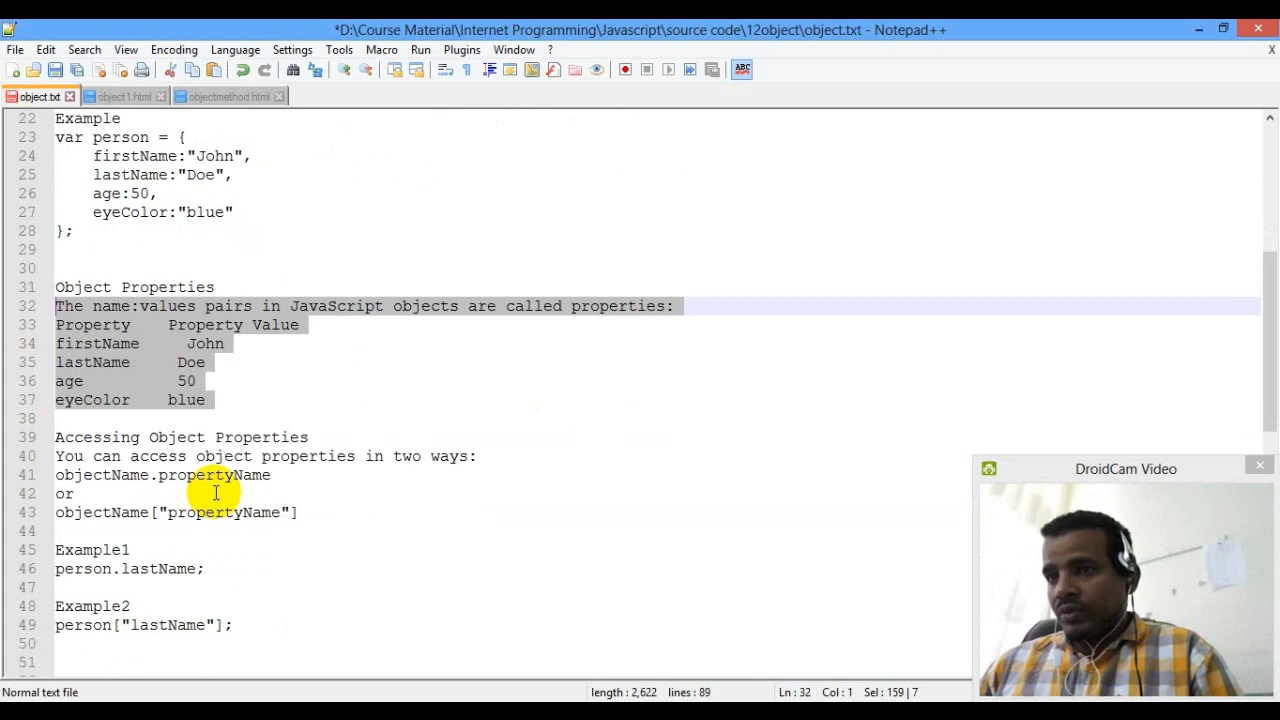 *D:\Course Material\Internet Programming\Javascript\source code\12object\object.txt - Notepad++
File Edit Search View Encoding Language Settings Tools Macro Run Plugins Window ? X
object.txt object1.html objectmethod.html
22 Example
23 var person = {
24 firstName:"John",
25 lastName:"Doe",
26 age:50,
27 eyeColor:"blue"
28 };
29
30
31 Object Properties
32 The name:values pairs in JavaScript objects are called properties:
33 Property Property Value
34 firstName John
35 lastName Doe
36 age 50
37 eyeColor blue
38
39 Accessing Object Properties
40 You can access object properties in two ways:
41 objectName.propertyName
42 or
43 objectName["propertyName"]
44
45 Example1
46 person.lastName;
47
48 Example2
49 person["lastName"];
50
51
DroidCam Video
Normal text file length : 2,622 lines : 89 Ln : 32 Col : 1 Sel : 159 | 7